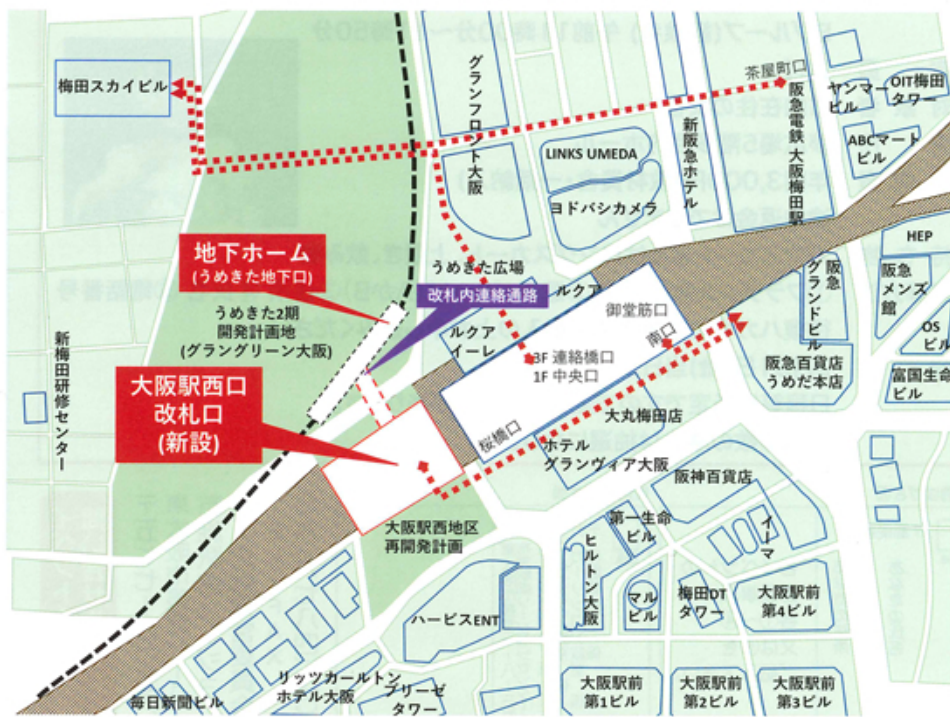 梅田スカイビル
グランフロント大阪
茶屋町口
阪急電鉄 大阪梅田駅
ヤンマー
ビル
OIT梅田
タワー
ABCマート
ビル
新阪急ホテル
LINKS UMEDA
ヨドバシカメラ
HEP
地下ホーム
(うめきた地下口)
うめきた広場
改札内連絡通路
ルクア
御堂筋口
南口
阪急
グランドビル
阪急
メンズ
館
OS
ビル
うめきた2期
開発計画地
(グラングリーン大阪)
ルクア
イーレ
3F 連絡橋口
1F 中央口
新梅田研修センター
大阪駅西口
改札口
(新設)
阪急百貨店
うめだ本店
富国生命
ビル
大丸梅田店
桜橋口
ホテル
グランヴィア大阪
阪神百貨店
大阪駅西地区
再開発計画
第一生命
ビル
イーマ
ヒルトン大阪
マル
ビル
梅田DT
タワー
大阪駅前
第4ビル
ハービスENT
リッツカールトン
ホテル大阪
ブリーゼ
タワー
毎日新聞ビル
大阪駅前
第1ビル
大阪駅前
第2ビル
大阪駅前
第3ビル